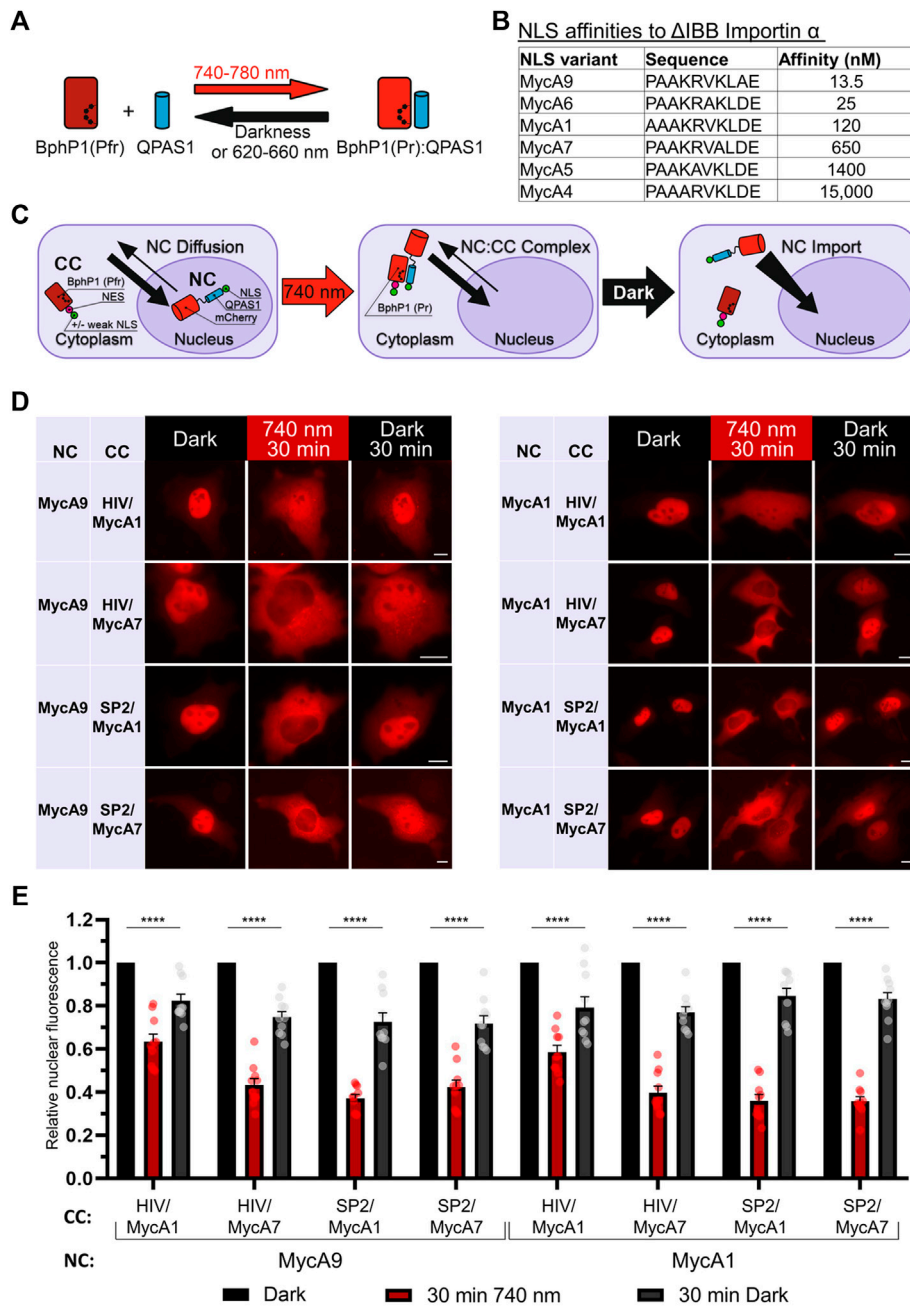 A
740-780 nm
+
Darkness
or 620-660 nm
BphP1(Pfr)
QPAS1
BphP1(Pr):QPAS1
B
NLS affinities to ΔIBB Importin α
NLS variant Sequence Affinity (nM)
MycA9 PAAKRVKLAE 13.5
MycA6 PAAKRAKLDE 25
MycA1 AAAKRVKLDE 120
MycA7 PAAKRVALDE 650
MycA5 PAAKAVKLDE 1400
MycA4 PAAARVKLDE 15,000
C
NC Diffusion
CC
BphP1 (Pfr)
NES
+/- weak NLS
Cytoplasm
NC
NLS
QPAS1
mCherry
Nucleus
740 nm
NC:CC Complex
BphP1 (Pr)
Cytoplasm
Nucleus
Dark
NC Import
Cytoplasm
Nucleus
D
NC CC Dark 740 nm 30 min Dark 30 min
MycA9 HIV/MycA1
MycA9 HIV/MycA7
MycA9 SP2/MycA1
MycA9 SP2/MycA7
NC CC Dark 740 nm 30 min Dark 30 min
MycA1 HIV/MycA1
MycA1 HIV/MycA7
MycA1 SP2/MycA1
MycA1 SP2/MycA7
E
Relative nuclear fluorescence
1.2
1.0
0.8
0.6
0.4
0.2
0.0
**** **** **** **** **** **** **** ****
CC: HIV/MycA1 HIV/MycA7 SP2/MycA1 SP2/MycA7 HIV/MycA1 HIV/MycA7 SP2/MycA1 SP2/MycA7
NC: MycA9 MycA1
Dark 30 min 740 nm 30 min Dark